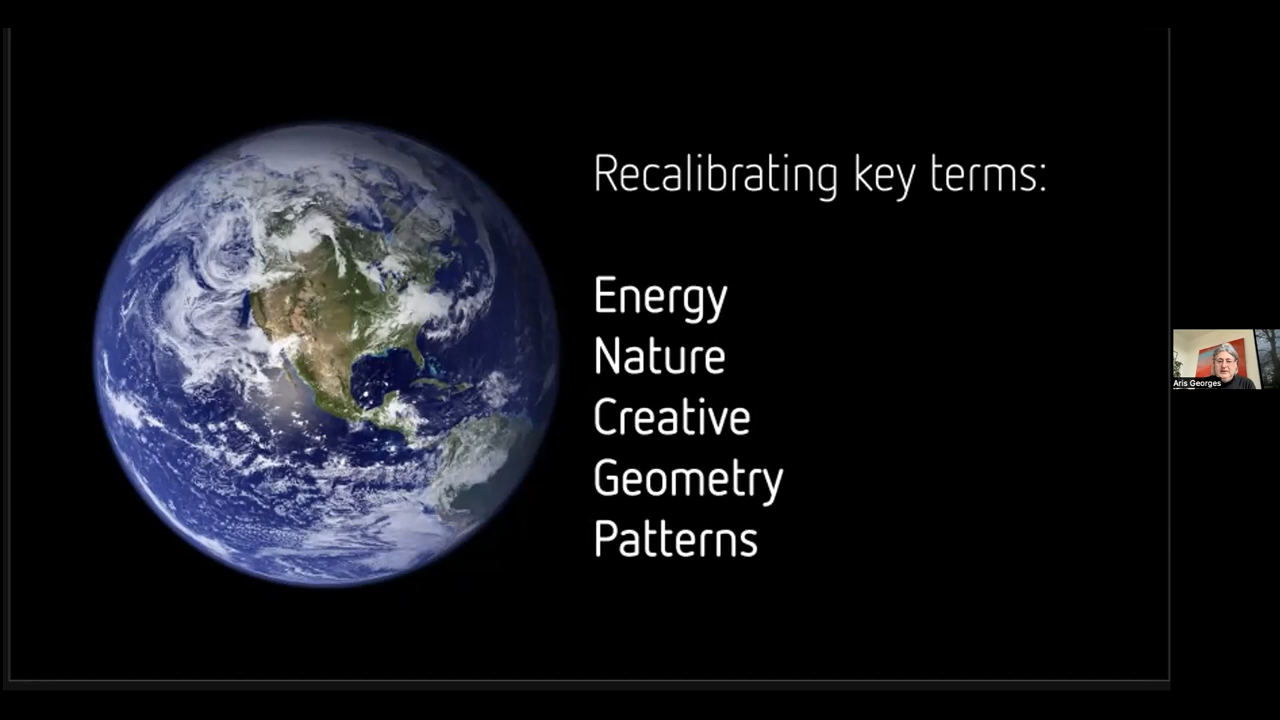 Recalibrating key terms:
Energy
Nature
Creative
Geometry
Patterns
Aris Georges